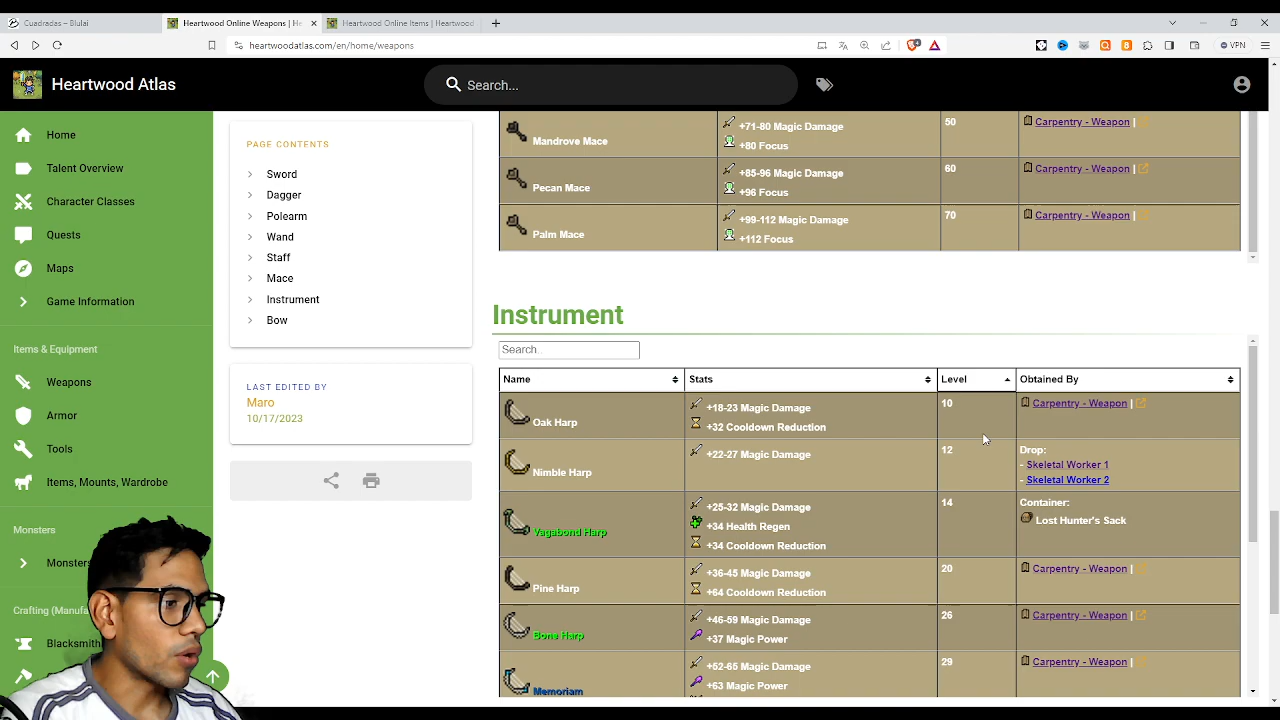 Cuadradas – Blulai
Heartwood Online Weapons | He
Heartwood Online Items | Heartwood
heartwoodatlas.com/en/home/weapons
VPN
Heartwood Atlas
Search...
Home
Talent Overview
Character Classes
Quests
Maps
Game Information
Items & Equipment
Weapons
Armor
Tools
Items, Mounts, Wardrobe
Monsters
Monsters
Crafting (Manufa
Blacksmith
PAGE CONTENTS
Sword
Dagger
Polearm
Wand
Staff
Mace
Instrument
Bow
LAST EDITED BY
Maro
10/17/2023
Mandrove Mace
+71-80 Magic Damage
+80 Focus
50
Carpentry - Weapon |
Pecan Mace
+85-96 Magic Damage
+96 Focus
60
Carpentry - Weapon |
Palm Mace
+99-112 Magic Damage
+112 Focus
70
Carpentry - Weapon |
Instrument
Search..
Name Stats Level Obtained By
Oak Harp
+18-23 Magic Damage
+32 Cooldown Reduction
10
Carpentry - Weapon |
Nimble Harp
+22-27 Magic Damage
12
Drop:
- Skeletal Worker 1
- Skeletal Worker 2
Vagabond Harp
+25-32 Magic Damage
+34 Health Regen
+34 Cooldown Reduction
14
Container:
Lost Hunter's Sack
Pine Harp
+36-45 Magic Damage
+64 Cooldown Reduction
20
Carpentry - Weapon |
Bone Harp
+46-59 Magic Damage
+37 Magic Power
26
Carpentry - Weapon |
Memoriam
+52-65 Magic Damage
+63 Magic Power
29
Carpentry - Weapon |